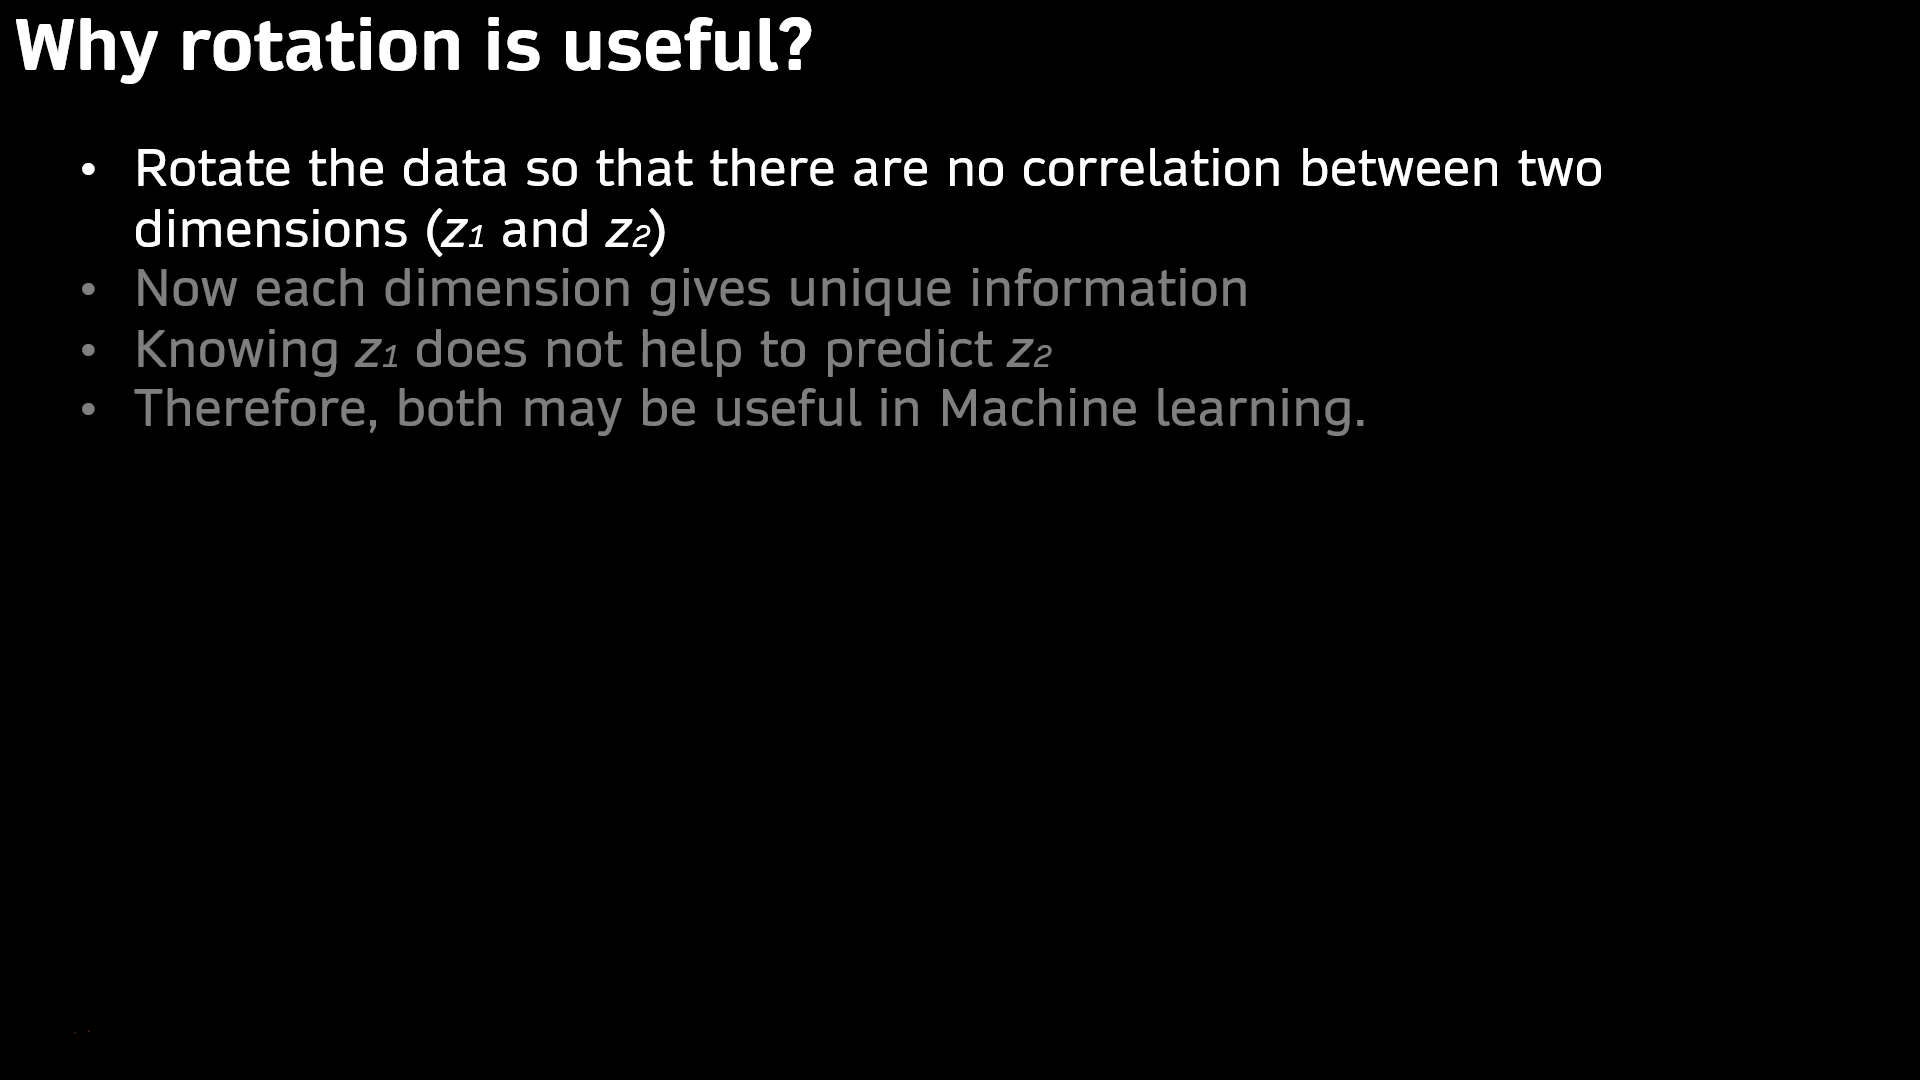 Why rotation is useful?
• Rotate the data so that there are no correlation between two
dimensions (z1 and z2)
• Now each dimension gives unique information
• Knowing z1 does not help to predict z2
• Therefore, both may be useful in Machine learning.